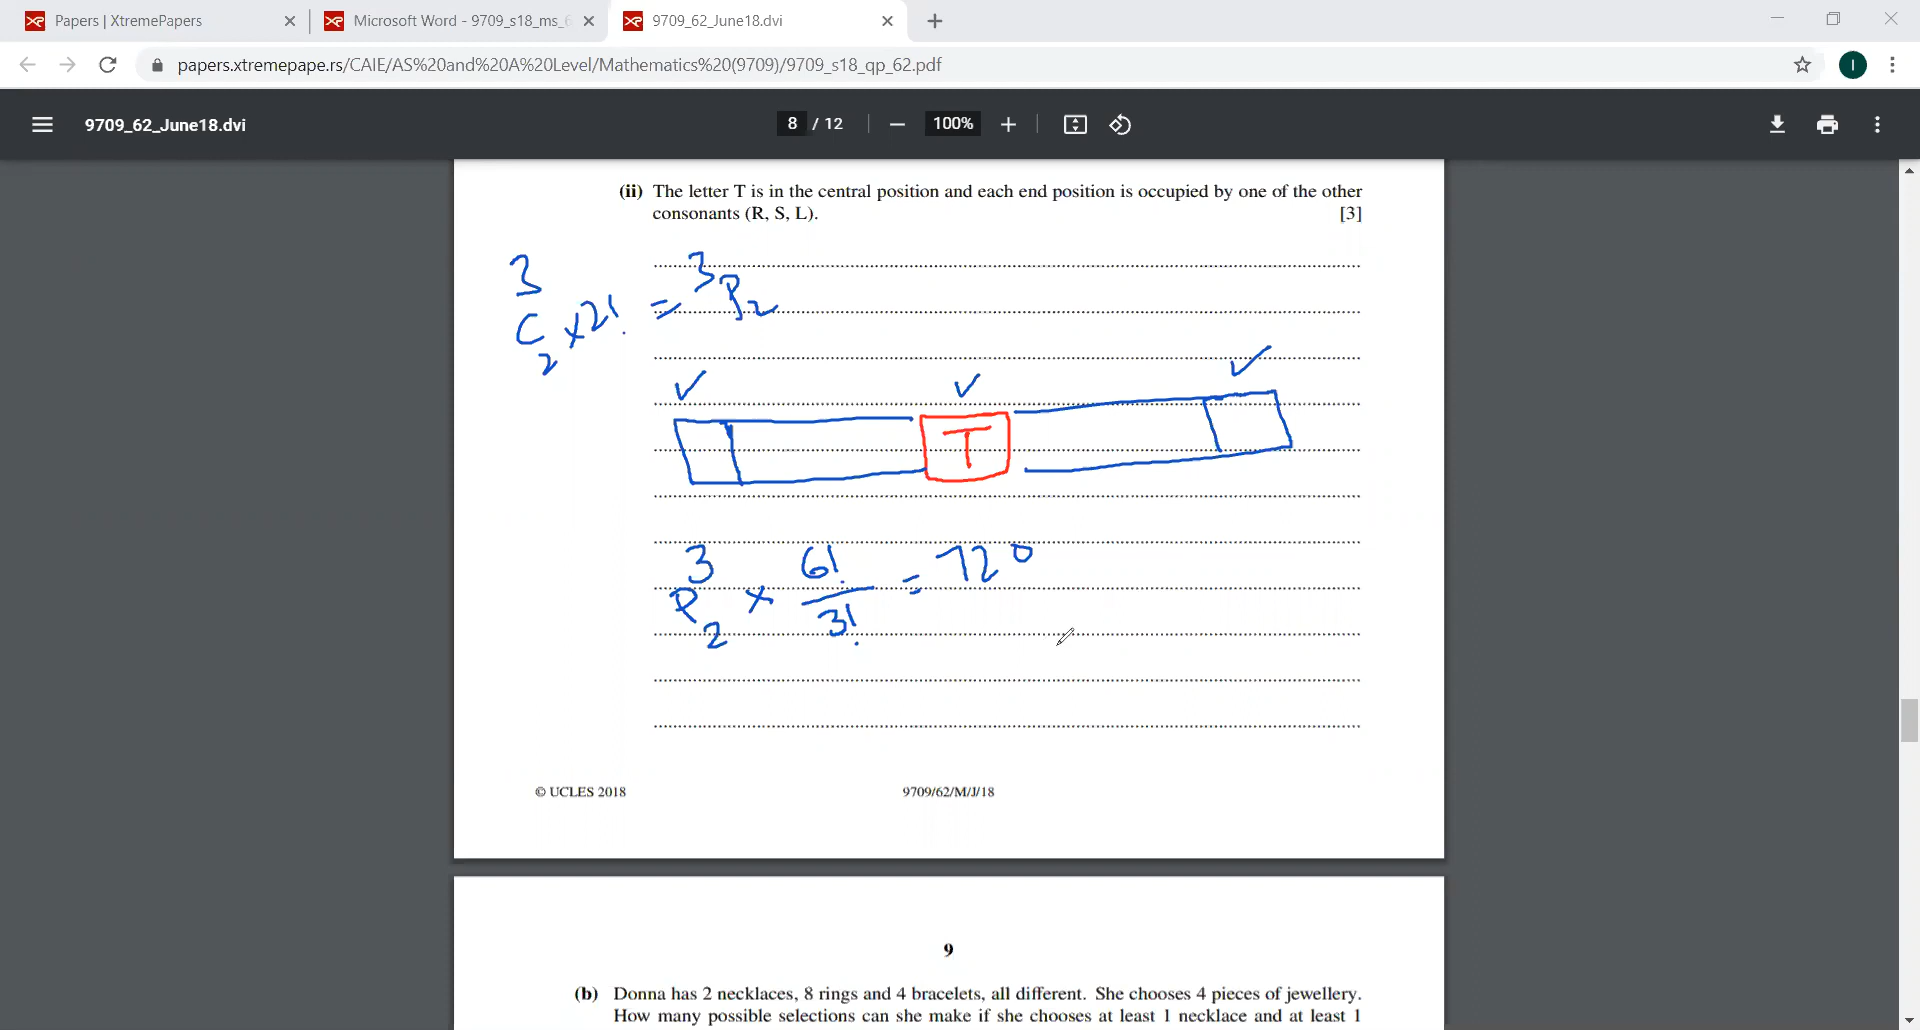 Papers | XtremePapers
Microsoft Word - 9709_s18_ms_6
9709_62_June18.dvi
papers.xtremepape.rs/CAIE/AS%20and%20A%20Level/Mathematics%20(9709)/9709_s18_qp_62.pdf
I
9709_62_June18.dvi
8 / 12
100%
(ii) The letter T is in the central position and each end position is occupied by one of the other
consonants (R, S, L). [3]
3C2 x 2! = 3P2
T
3P2 x 6!/3! = 720
© UCLES 2018
9709/62/M/J/18
9
(b) Donna has 2 necklaces, 8 rings and 4 bracelets, all different. She chooses 4 pieces of jewellery.
How many possible selections can she make if she chooses at least 1 necklace and at least 1